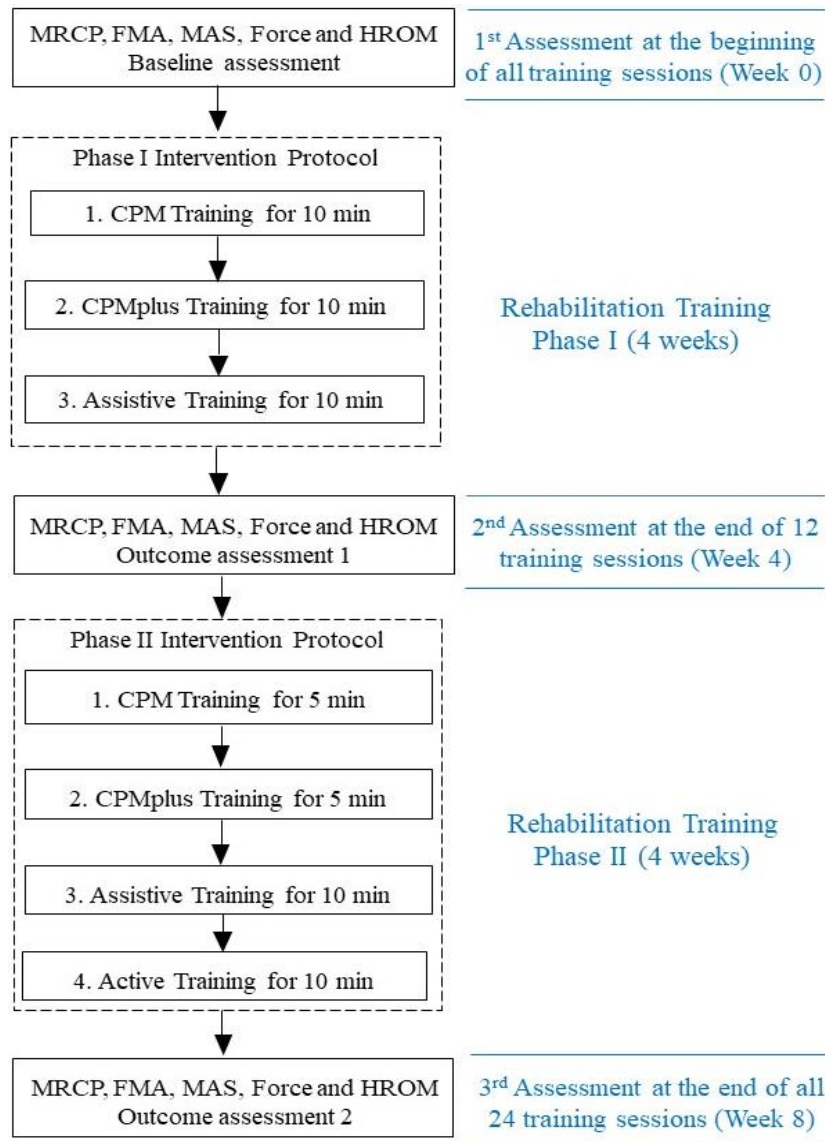 MRCP, FMA, MAS, Force and HROM
Baseline assessment
1st Assessment at the beginning
of all training sessions (Week 0)
Phase I Intervention Protocol
1. CPM Training for 10 min
2. CPMplus Training for 10 min
3. Assistive Training for 10 min
Rehabilitation Training
Phase I (4 weeks)
MRCP, FMA, MAS, Force and HROM
Outcome assessment 1
2nd Assessment at the end of 12
training sessions (Week 4)
Phase II Intervention Protocol
1. CPM Training for 5 min
2. CPMplus Training for 5 min
3. Assistive Training for 10 min
4. Active Training for 10 min
Rehabilitation Training
Phase II (4 weeks)
MRCP, FMA, MAS, Force and HROM
Outcome assessment 2
3rd Assessment at the end of all
24 training sessions (Week 8)